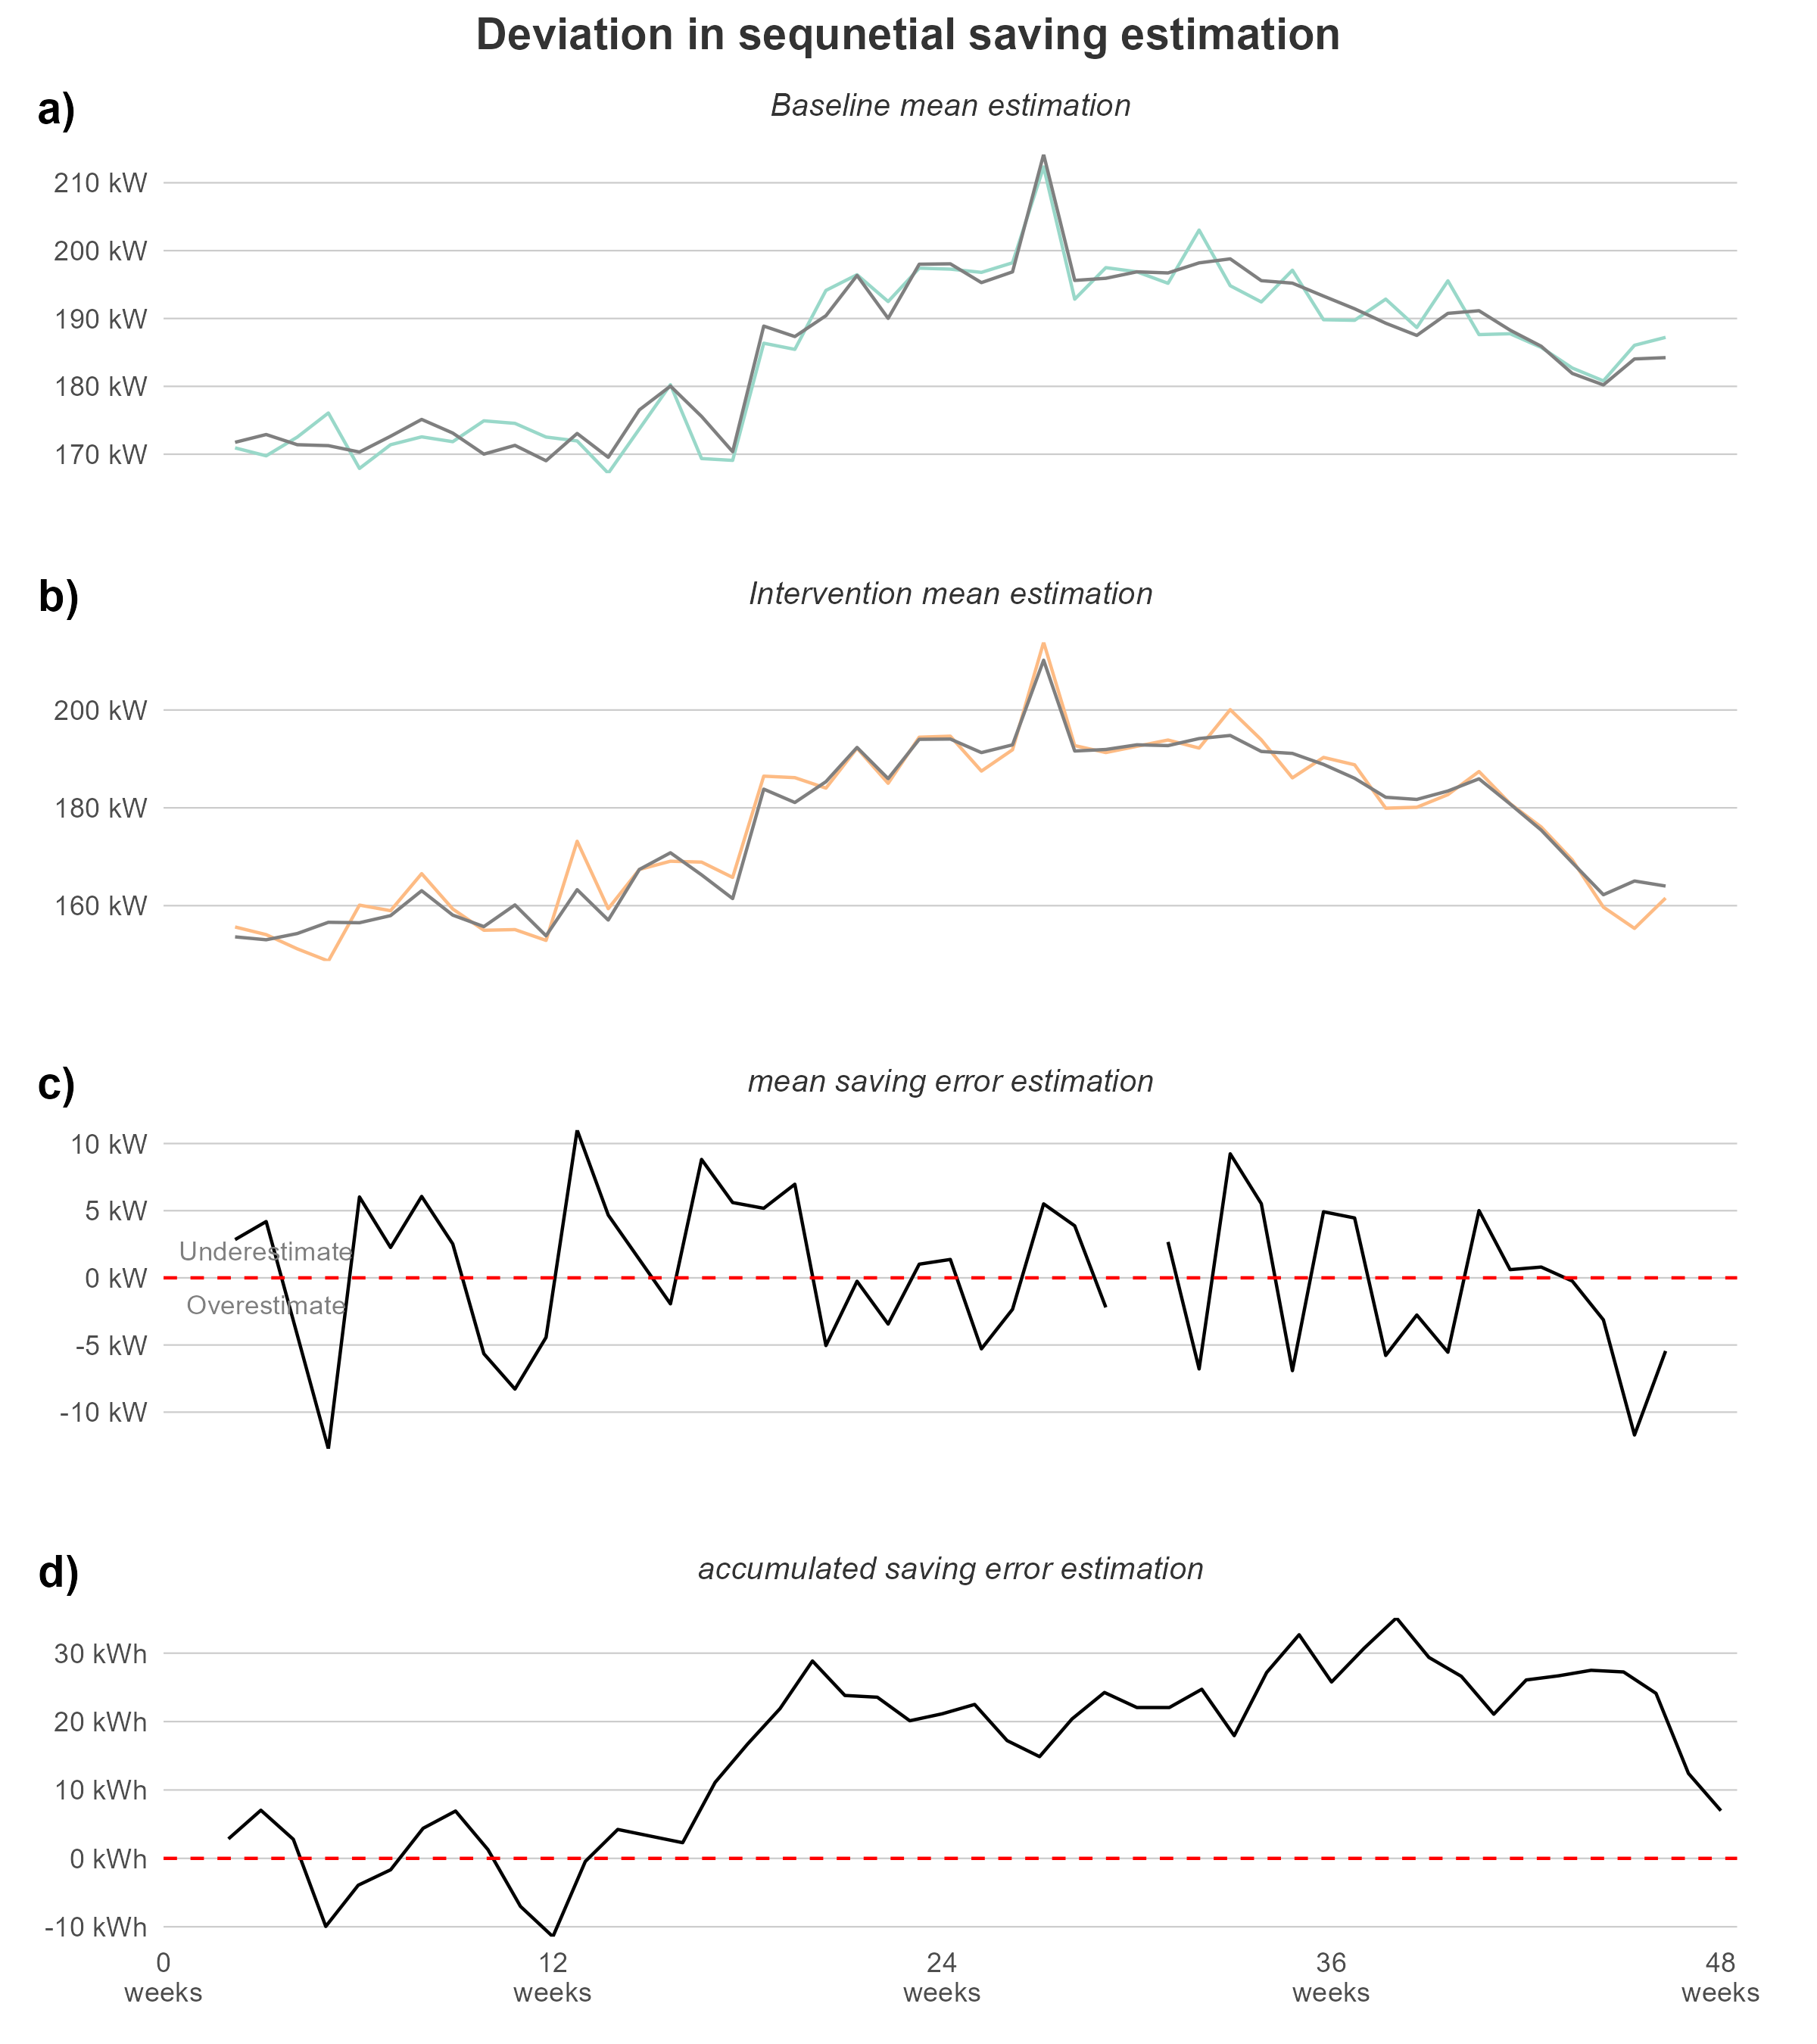 Deviation in sequnetial saving estimation
a)
Baseline mean estimation
210 kW
200 kW
190 kW
180 kW
170 kW
b)
Intervention mean estimation
200 kW
180 kW
160 kW
c)
mean saving error estimation
10 kW
5 kW
Underestimate
0 kW
Overestimate
-5 kW
-10 kW
d)
accumulated saving error estimation
30 kWh
20 kWh
10 kWh
0 kWh
-10 kWh
0 12 24 36 48
weeks weeks weeks weeks weeks